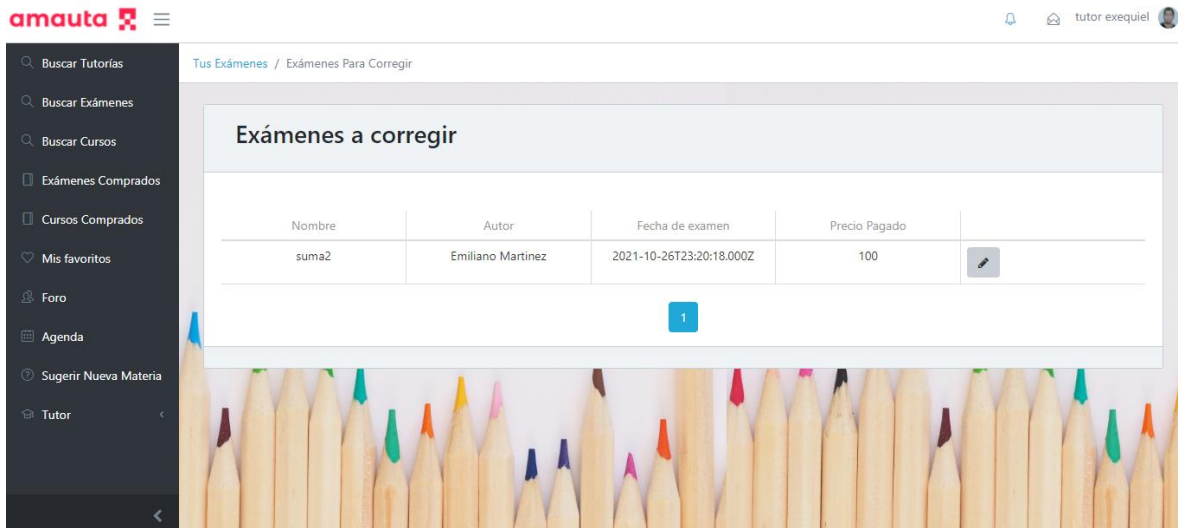 amauta
tutor exequiel
Buscar Tutorías
Buscar Exámenes
Buscar Cursos
Exámenes Comprados
Cursos Comprados
Mis favoritos
Foro
Agenda
Sugerir Nueva Materia
Tutor
Tus Exámenes / Exámenes Para Corregir
Exámenes a corregir
Nombre Autor Fecha de examen Precio Pagado
suma2 Emiliano Martinez 2021-10-26T23:20:18.000Z 100
1